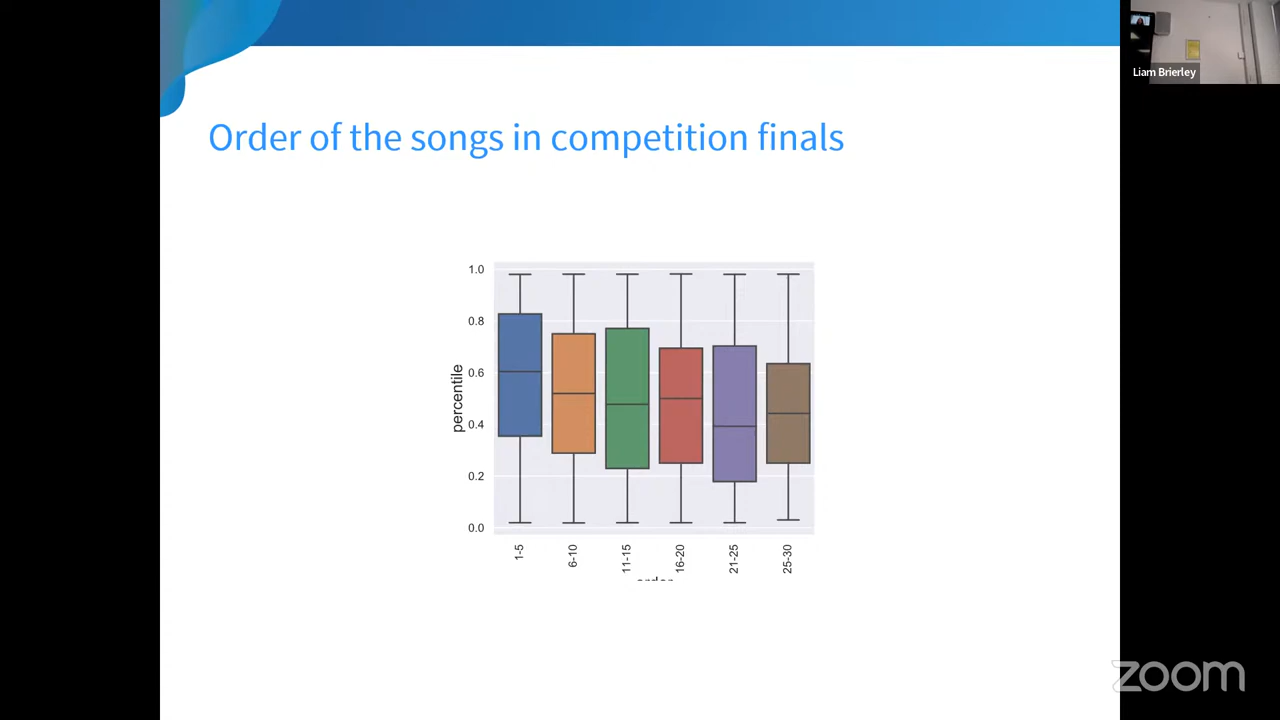 Liam Brierley
Order of the songs in competition finals
1.0
0.8
0.6
0.4
0.2
0.0
percentile
1-5
6-10
11-15
16-20
21-25
25-30
order
zoom